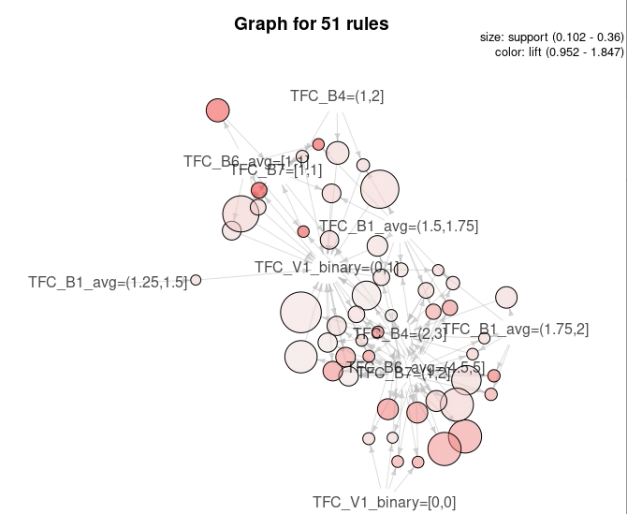 Graph for 51 rules
size: support (0.102 - 0.36)
color: lift (0.952 - 1.847)
TFC_B4=(1,2]
TFC_B6_avg=[1,1]
TFC_B7=[1,1]
TFC_B1_avg=(1.5,1.75]
TFC_V1_binary=(0,1]
TFC_B1_avg=(1.25,1.5]
TFC_B4=(2,3]
TFC_B1_avg=(1.75,2]
TFC_B6_avg=(4.5,5]
TFC_B7=(1,2]
TFC_V1_binary=[0,0]